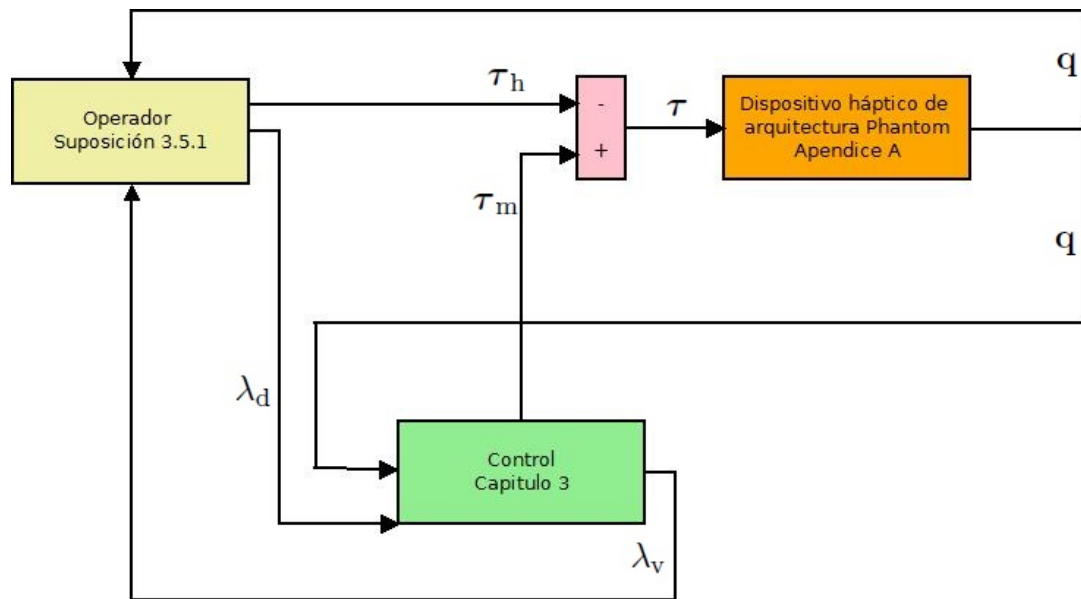 Operador
Suposición 3.5.1
τh
-
+
τ
Dispositivo háptico de
arquitectura Phantom
Apendice A
q
τm
q
λd
Control
Capitulo 3
λv